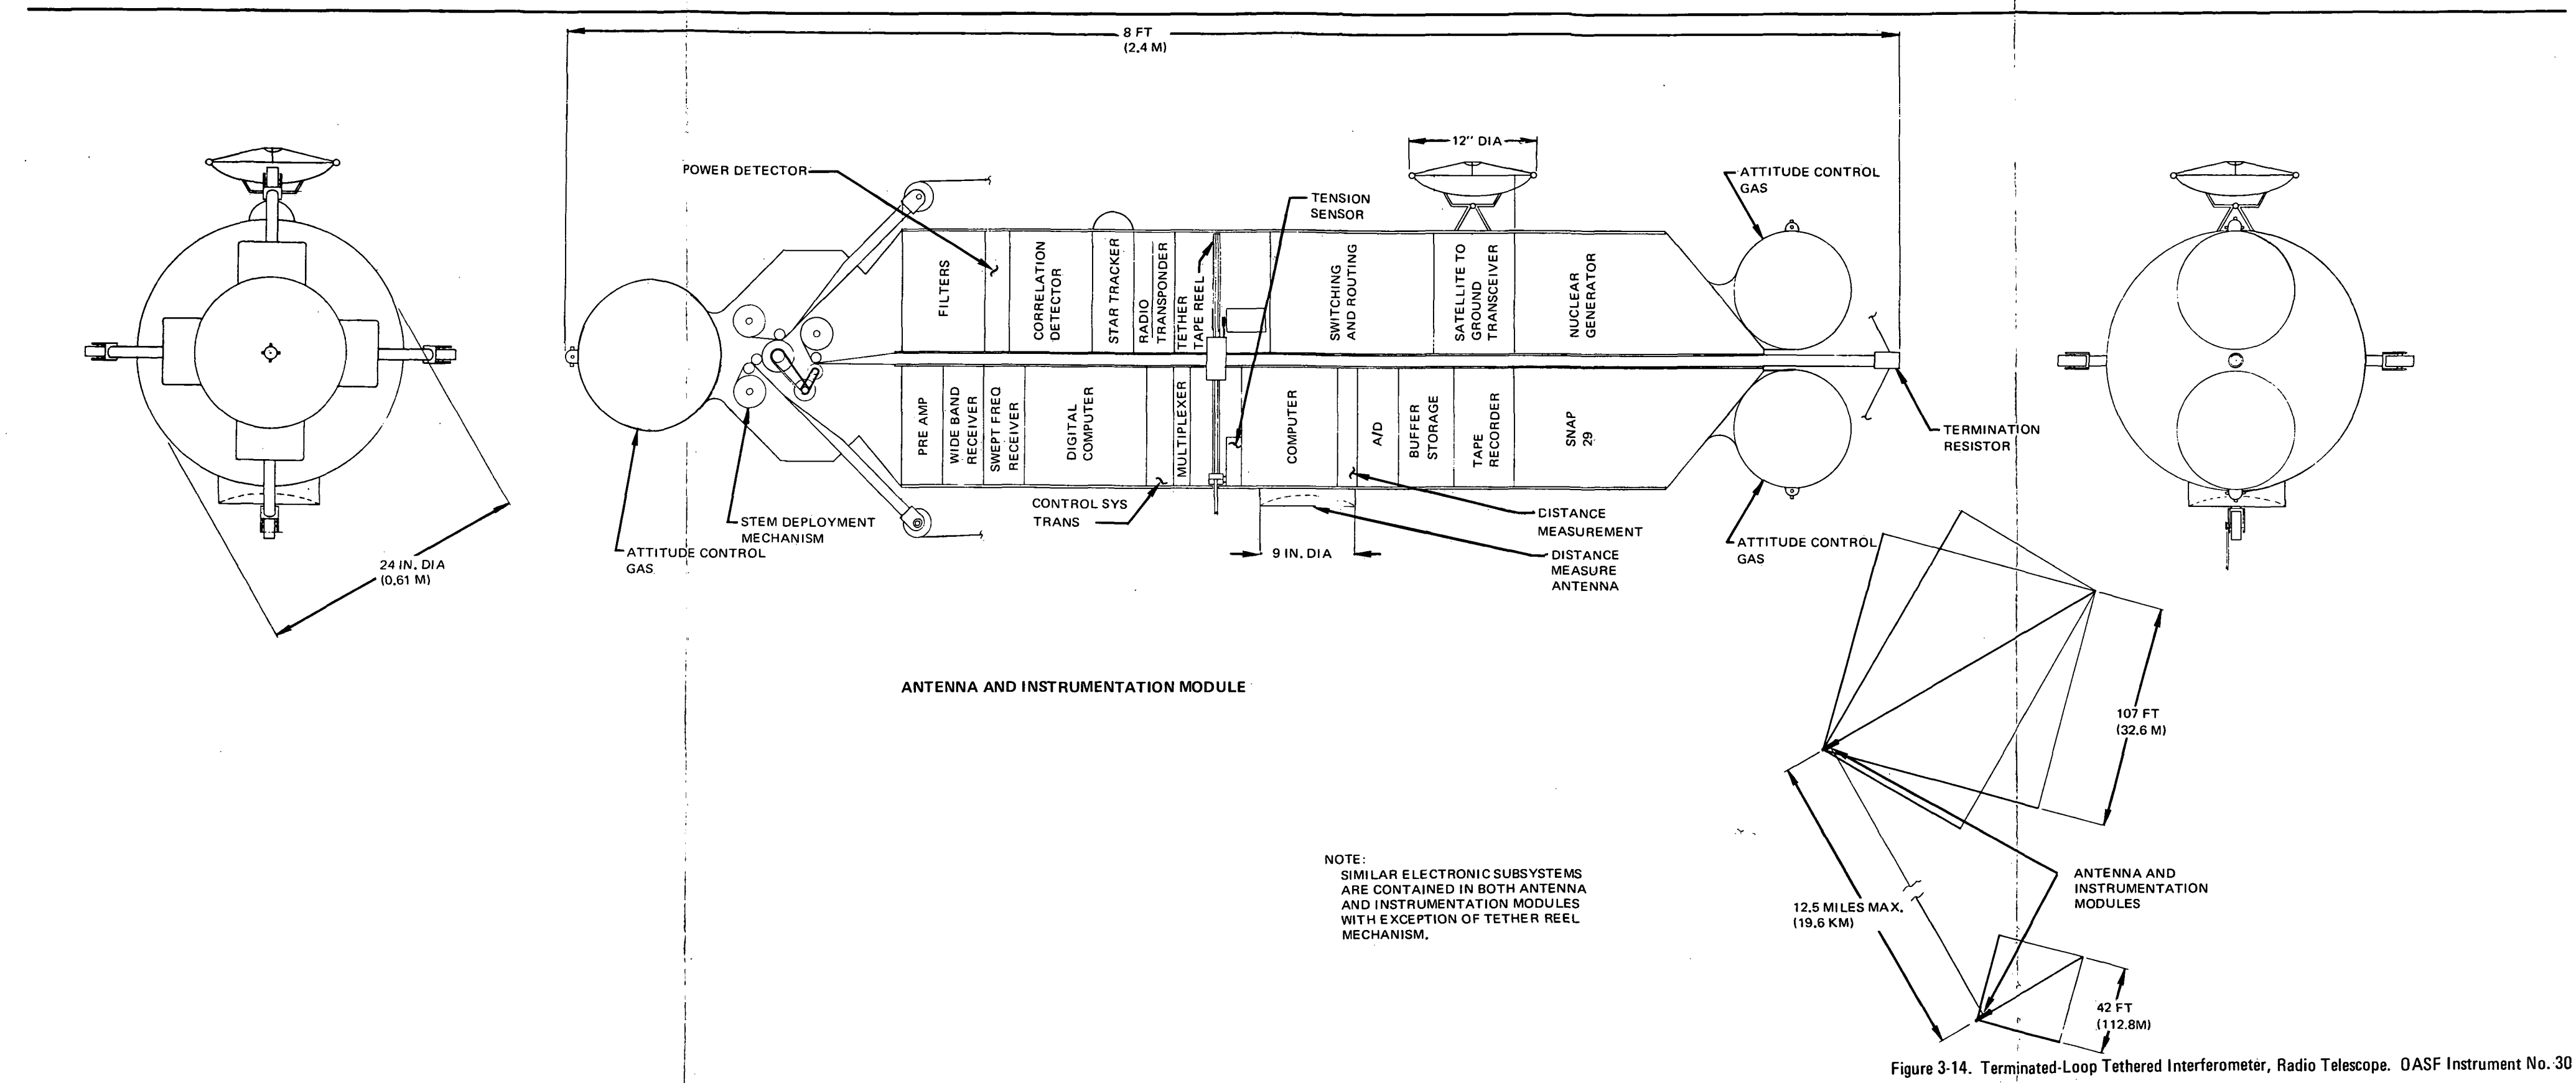 8 FT
(2.4 M)
12" DIA
POWER DETECTOR
TENSION
SENSOR
ATTITUDE CONTROL
GAS
FILTERS
CORRELATION
DETECTOR
STAR TRACKER
RADIO
TRANSPONDER
TETHER
TAPE REEL
SWITCHING
AND ROUTING
SATELLITE TO
GROUND
TRANSCEIVER
NUCLEAR
GENERATOR
PRE AMP
WIDE BAND
RECEIVER
SWEPT FREQ
RECEIVER
DIGITAL
COMPUTER
MULTIPLEXER
COMPUTER
A/D
BUFFER
STORAGE
TAPE
RECORDER
SNAP
29
TERMINATION
RESISTOR
CONTROL SYS
TRANS
STEM DEPLOYMENT
MECHANISM
ATTITUDE CONTROL
GAS
24 IN. DIA
(0.61 M)
9 IN. DIA
DISTANCE
MEASUREMENT
DISTANCE
MEASURE
ANTENNA
ATTITUDE CONTROL
GAS
ANTENNA AND INSTRUMENTATION MODULE
107 FT
(32.6 M)
NOTE:
SIMILAR ELECTRONIC SUBSYSTEMS
ARE CONTAINED IN BOTH ANTENNA
AND INSTRUMENTATION MODULES
WITH EXCEPTION OF TETHER REEL
MECHANISM.
12.5 MILES MAX.
(19.6 KM)
ANTENNA AND
INSTRUMENTATION
MODULES
42 FT
(112.8M)
Figure 3-14. Terminated-Loop Tethered Interferometer, Radio Telescope. OASF Instrument No. 30